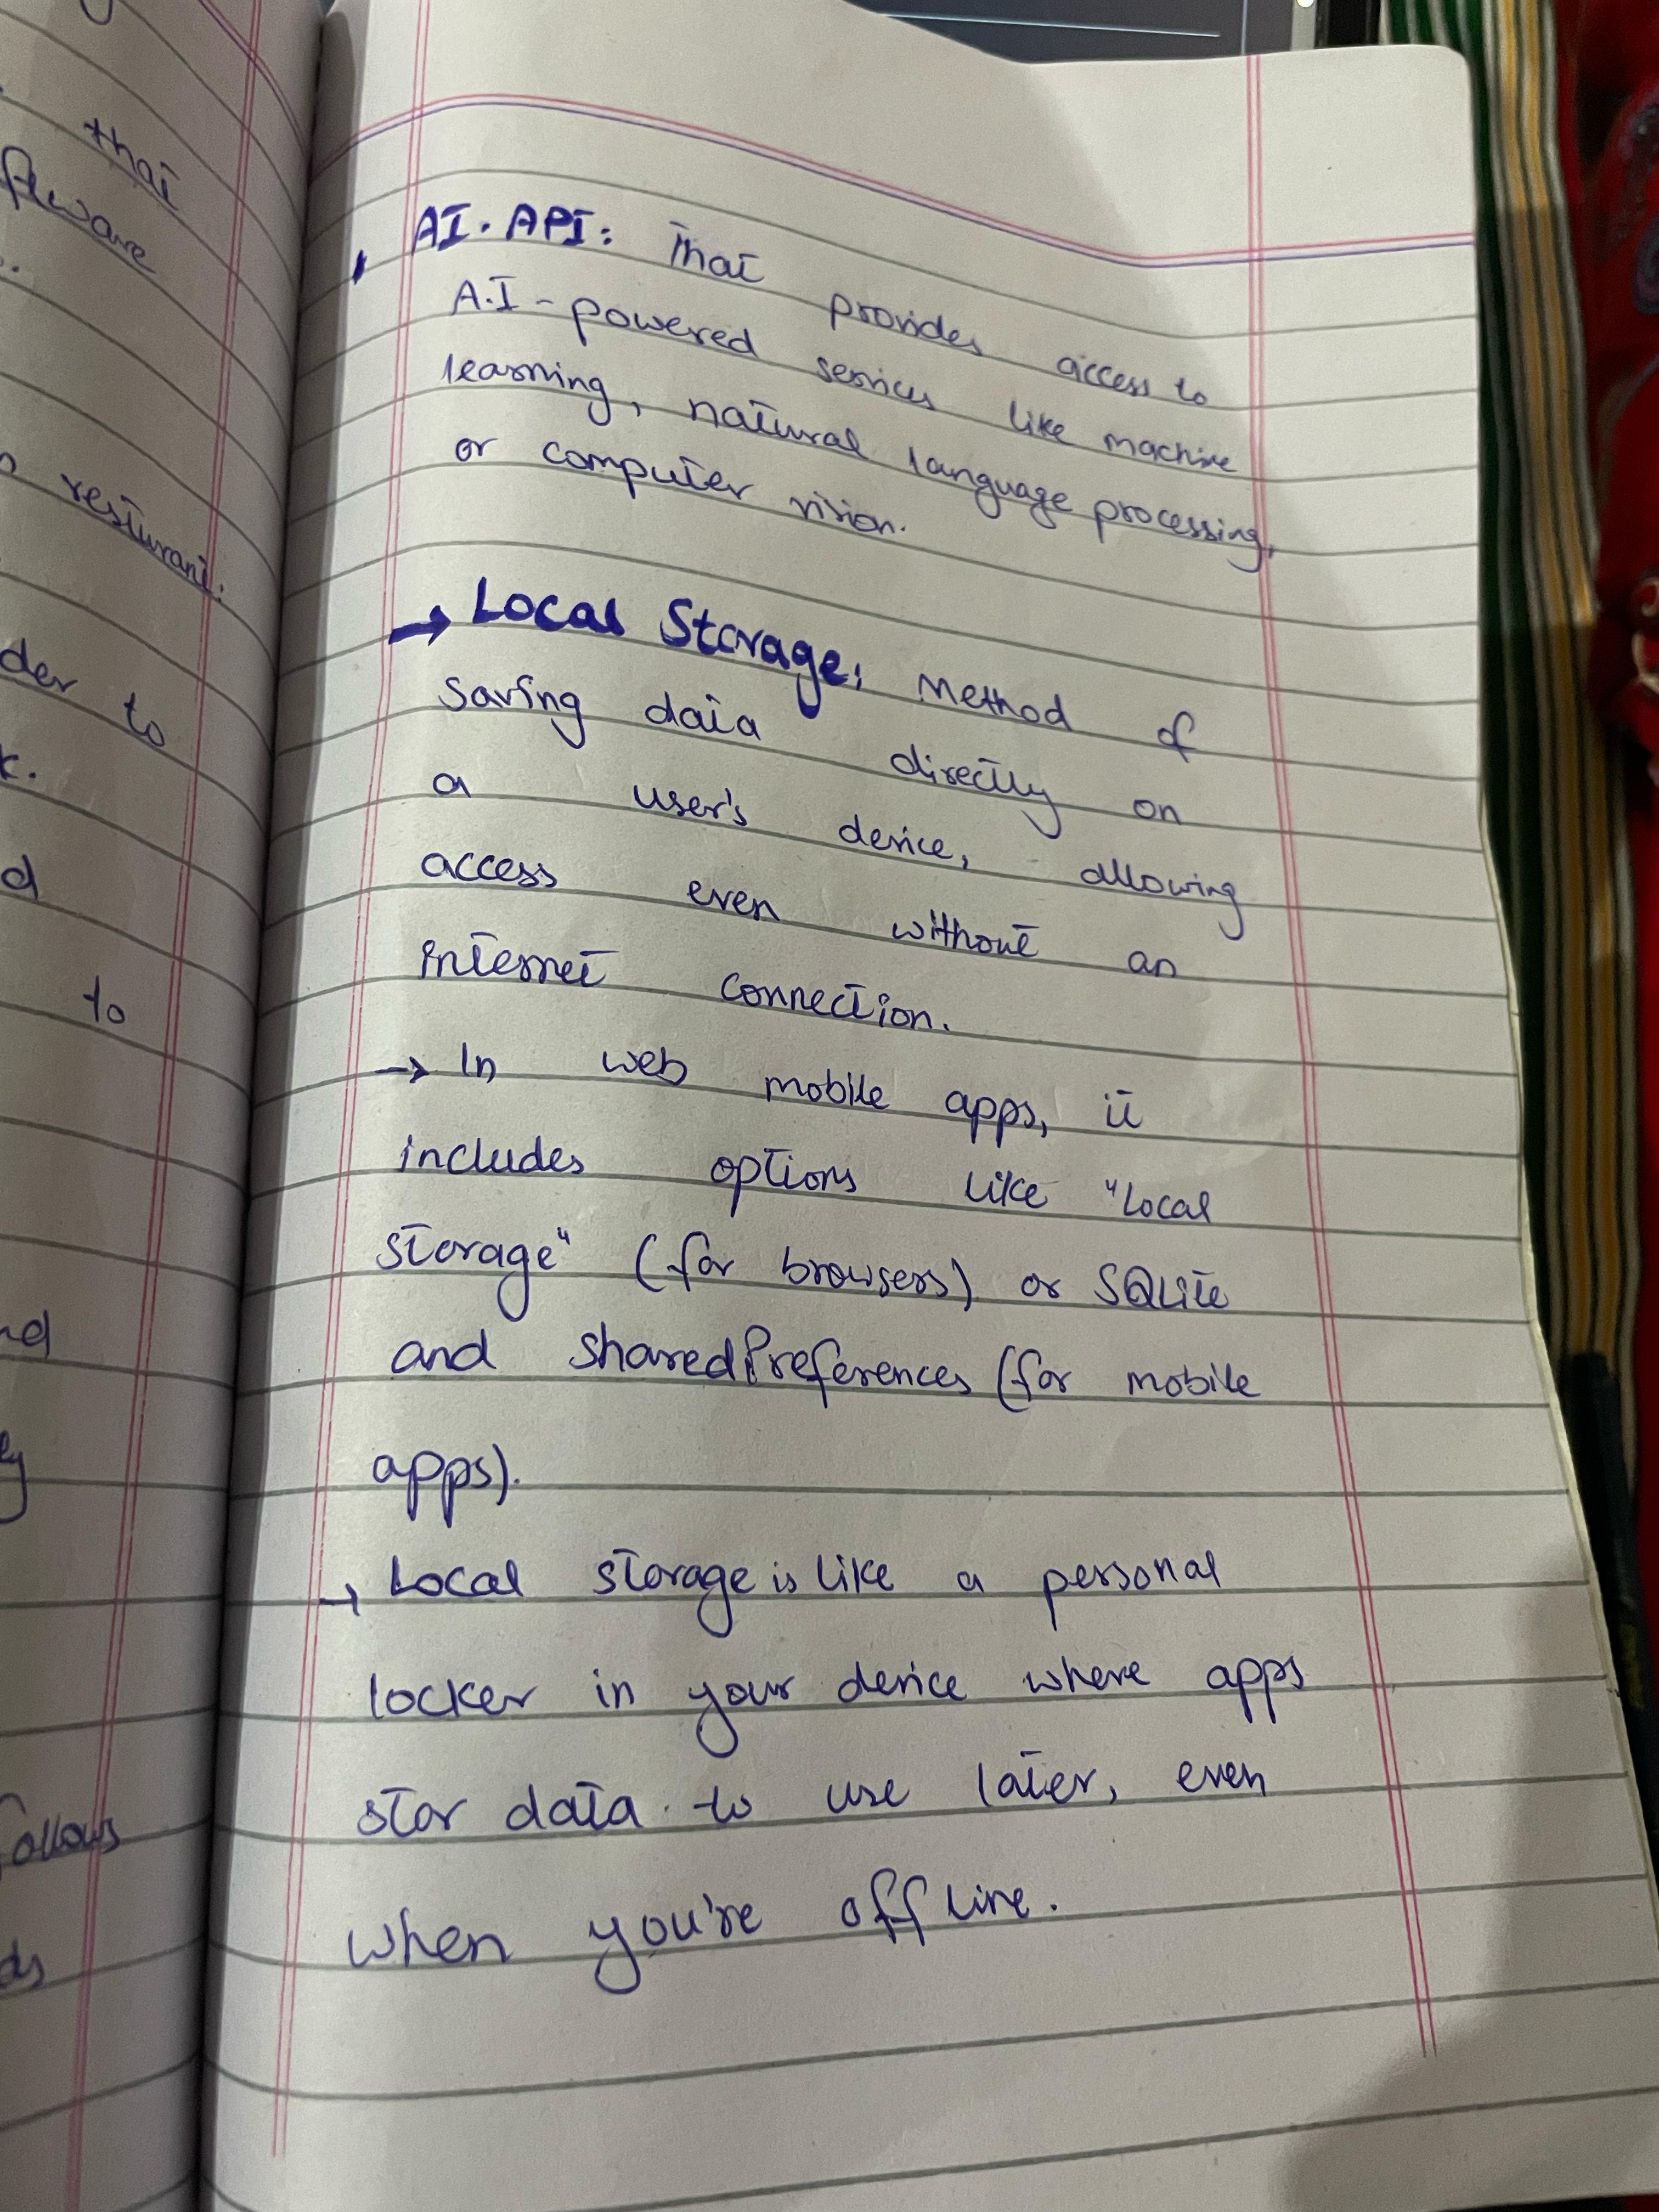 that
ftware
resturant.
der to
k.
d
to
nd
ly
follows
ds
AI. API: That provides access to
A.I - powered services like machine
learning, natural language processing,
or computer vision.
→ Local Storage: Method of
saving data directly on
a user's device, allowing
access even without an
internet connection.
→ In web mobile apps, it
includes options like "Local
storage" (for browsers) or SQLite
and sharedPreferences (for mobile
apps).
→ Local storage is like a personal
locker in your device where apps
stor data to use later, even
when you're offline.